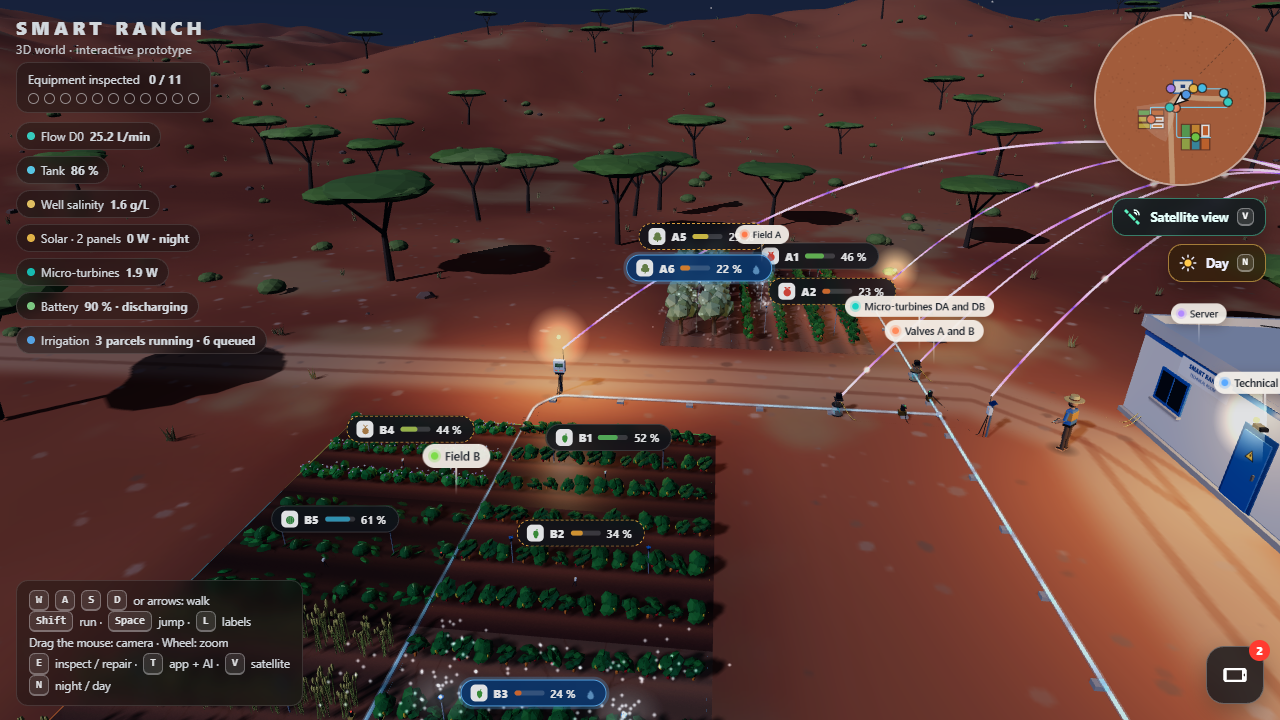 SMART RANCH
3D world · interactive prototype
Equipment inspected 0 / 11
Flow D0 25.2 L/min
Tank 86 %
Well salinity 1.6 g/L
Solar · 2 panels 0 W · night
Micro-turbines 1.9 W
Battery 90 % · discharging
Irrigation 3 parcels running · 6 queued
N
Satellite view V
Day N
A5
Field A
A1 46 %
A6 22 %
A2 23 %
Micro-turbines DA and DB
Valves A and B
Server
SMART
Technical
B4 44 %
B1 52 %
Field B
B5 61 %
B2 34 %
B3 24 %
W A S D or arrows: walk
Shift run · Space jump · L labels
Drag the mouse: camera · Wheel: zoom
E inspect / repair · T app + AI · V satellite
N night / day
2